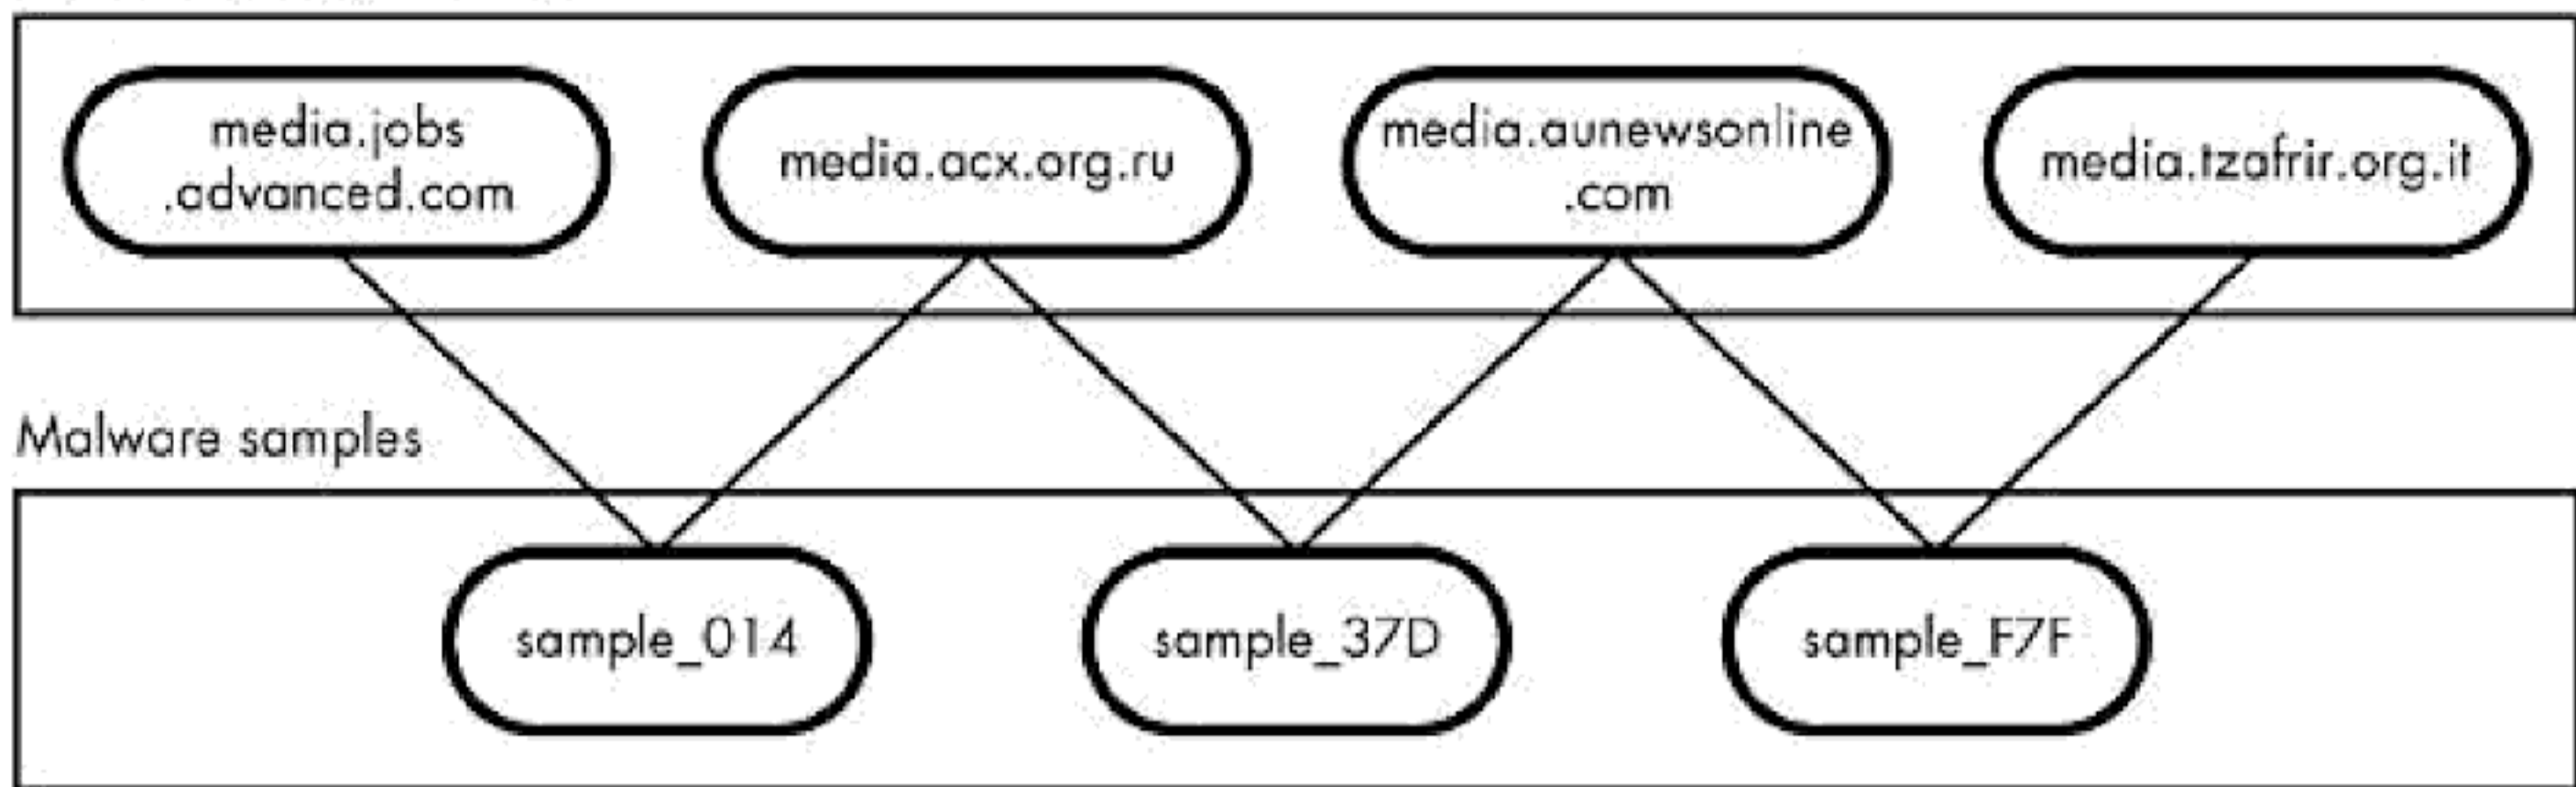 media.jobs
.advanced.com
media.acx.org.ru
media.aunewsonline
.com
media.tzafrir.org.it
Malware samples
sample_014
sample_37D
sample_F7F